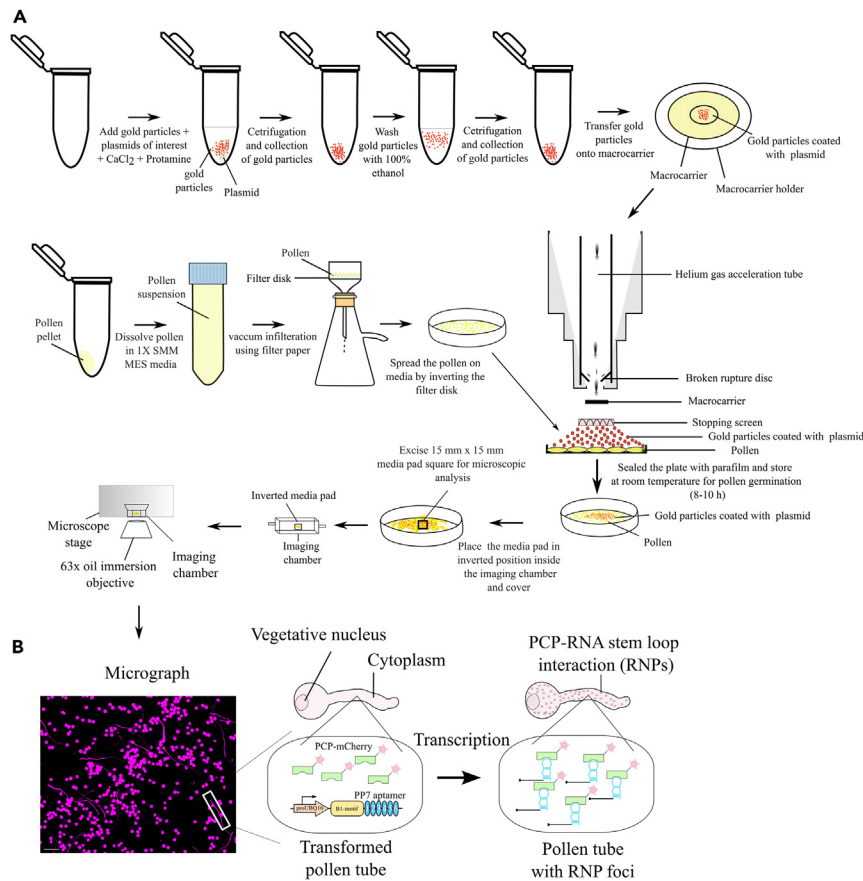 A
Add gold particles +
plasmids of interest
+ CaCl2 + Protamine
gold
particles
Plasmid
Cetrifugation and
collection
of gold particles
Wash
gold particles
with 100%
ethanol
Cetrifugation
and collection of
gold particles
Transfer gold
particles
onto macrocarrier
Gold particles coated
with plasmid
Macrocarrier
Macrocarrier holder
Pollen
pellet
Dissolve pollen
in 1X SMM
MES media
Pollen
suspension
vaccum infilteration
using filter paper
Pollen
Filter disk
Spread the pollen on
media by inverting the
filter disk
Helium gas acceleration tube
Broken rupture disc
Macrocarrier
Stopping screen
Gold particles coated with plasmid
Pollen
Sealed the plate with parafilm and store
at room temperature for pollen germination
(8-10 h)
Gold particles coated with plasmid
Pollen
Excise 15 mm x 15 mm
media pad square for microscopic
analysis
Place the media pad in
inverted position inside
the imaging chamber
and cover
Inverted media pad
Imaging
chamber
Microscope
stage
Imaging
chamber
63x oil immersion
objective
B
Micrograph
Vegetative nucleus
Cytoplasm
PCP-mCherry
PP7 aptamer
proUBQ10
B1-motif
Transformed
pollen tube
Transcription
PCP-RNA stem loop
interaction (RNPs)
Pollen tube
with RNP foci